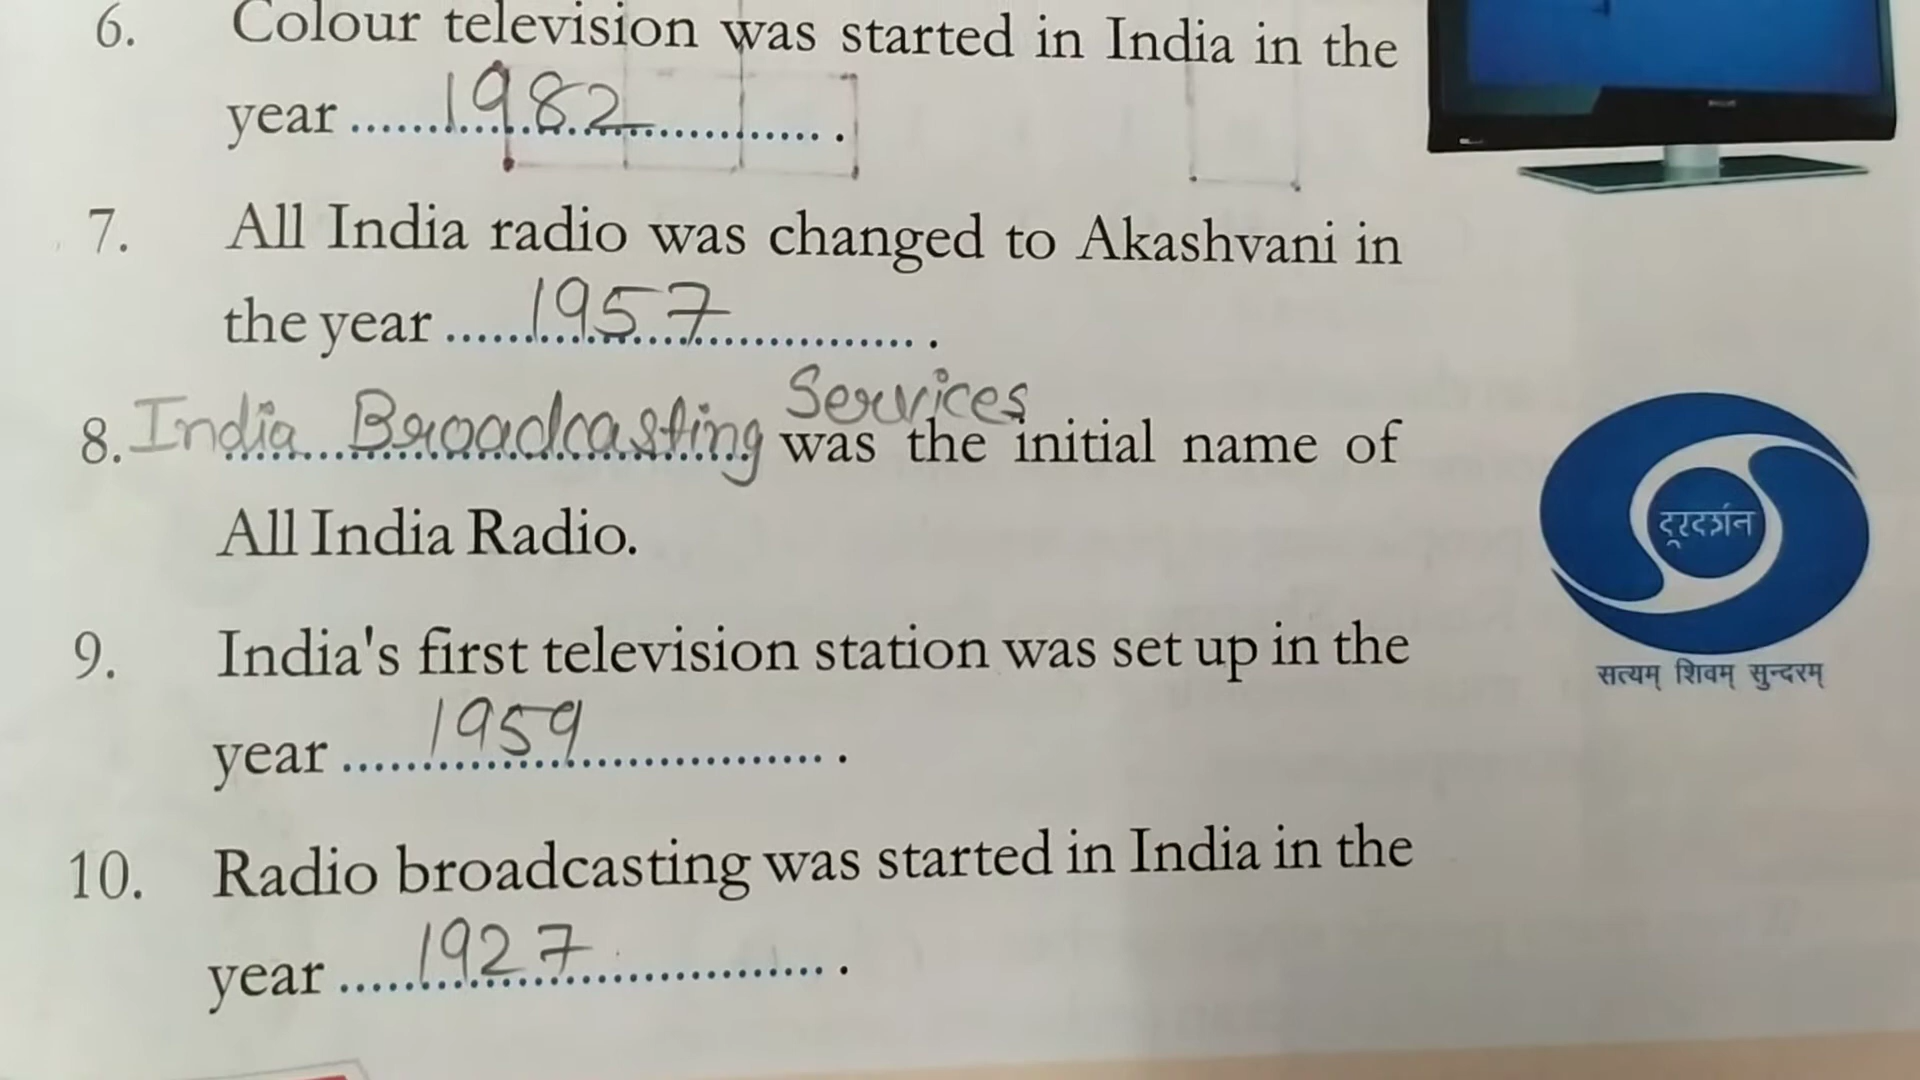 6. Colour television was started in India in the
year ......1982............... .
7. All India radio was changed to Akashvani in
the year .....1957............... .
Services
8. India Broadcasting was the initial name of
All India Radio.
9. India's first television station was set up in the
year .....1959............... .
10. Radio broadcasting was started in India in the
year .....1927............... .
दूरदर्शन
सत्यम् शिवम् सुन्दरम्